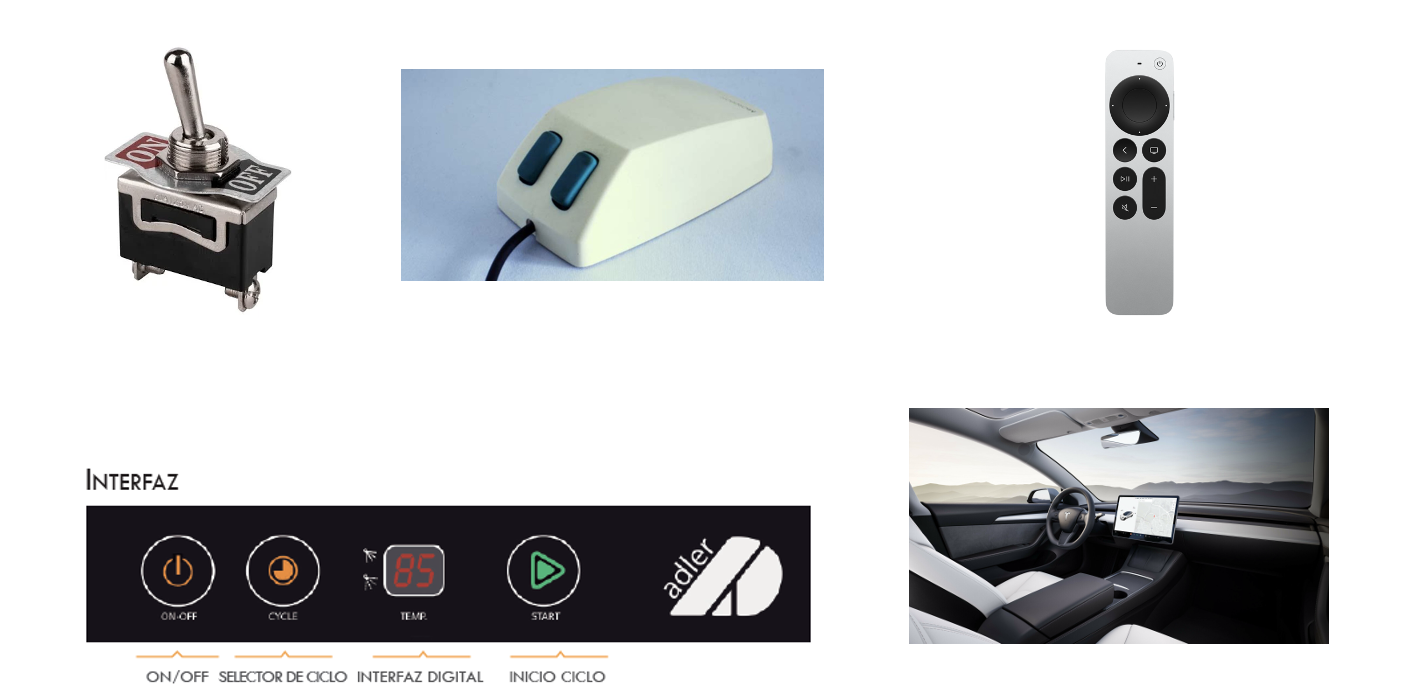 ON
OFF
INTERFAZ
85
adler
ON-OFF
CYCLE
TEMP.
START
ON/OFF
SELECTOR DE CICLO
INTERFAZ DIGITAL
INICIO CICLO